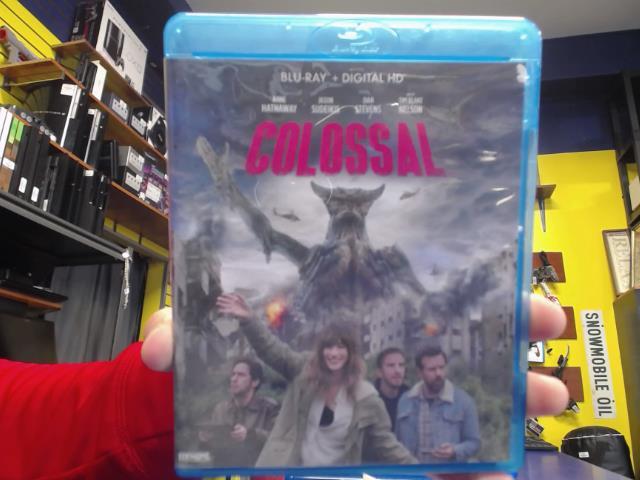 BLU-RAY + DIGITAL HD
ANNE JASON DAN TIM BLAKE
HATHAWAY SUDEIKIS STEVENS NELSON
COLOSSAL
SNOWMOBILE OIL